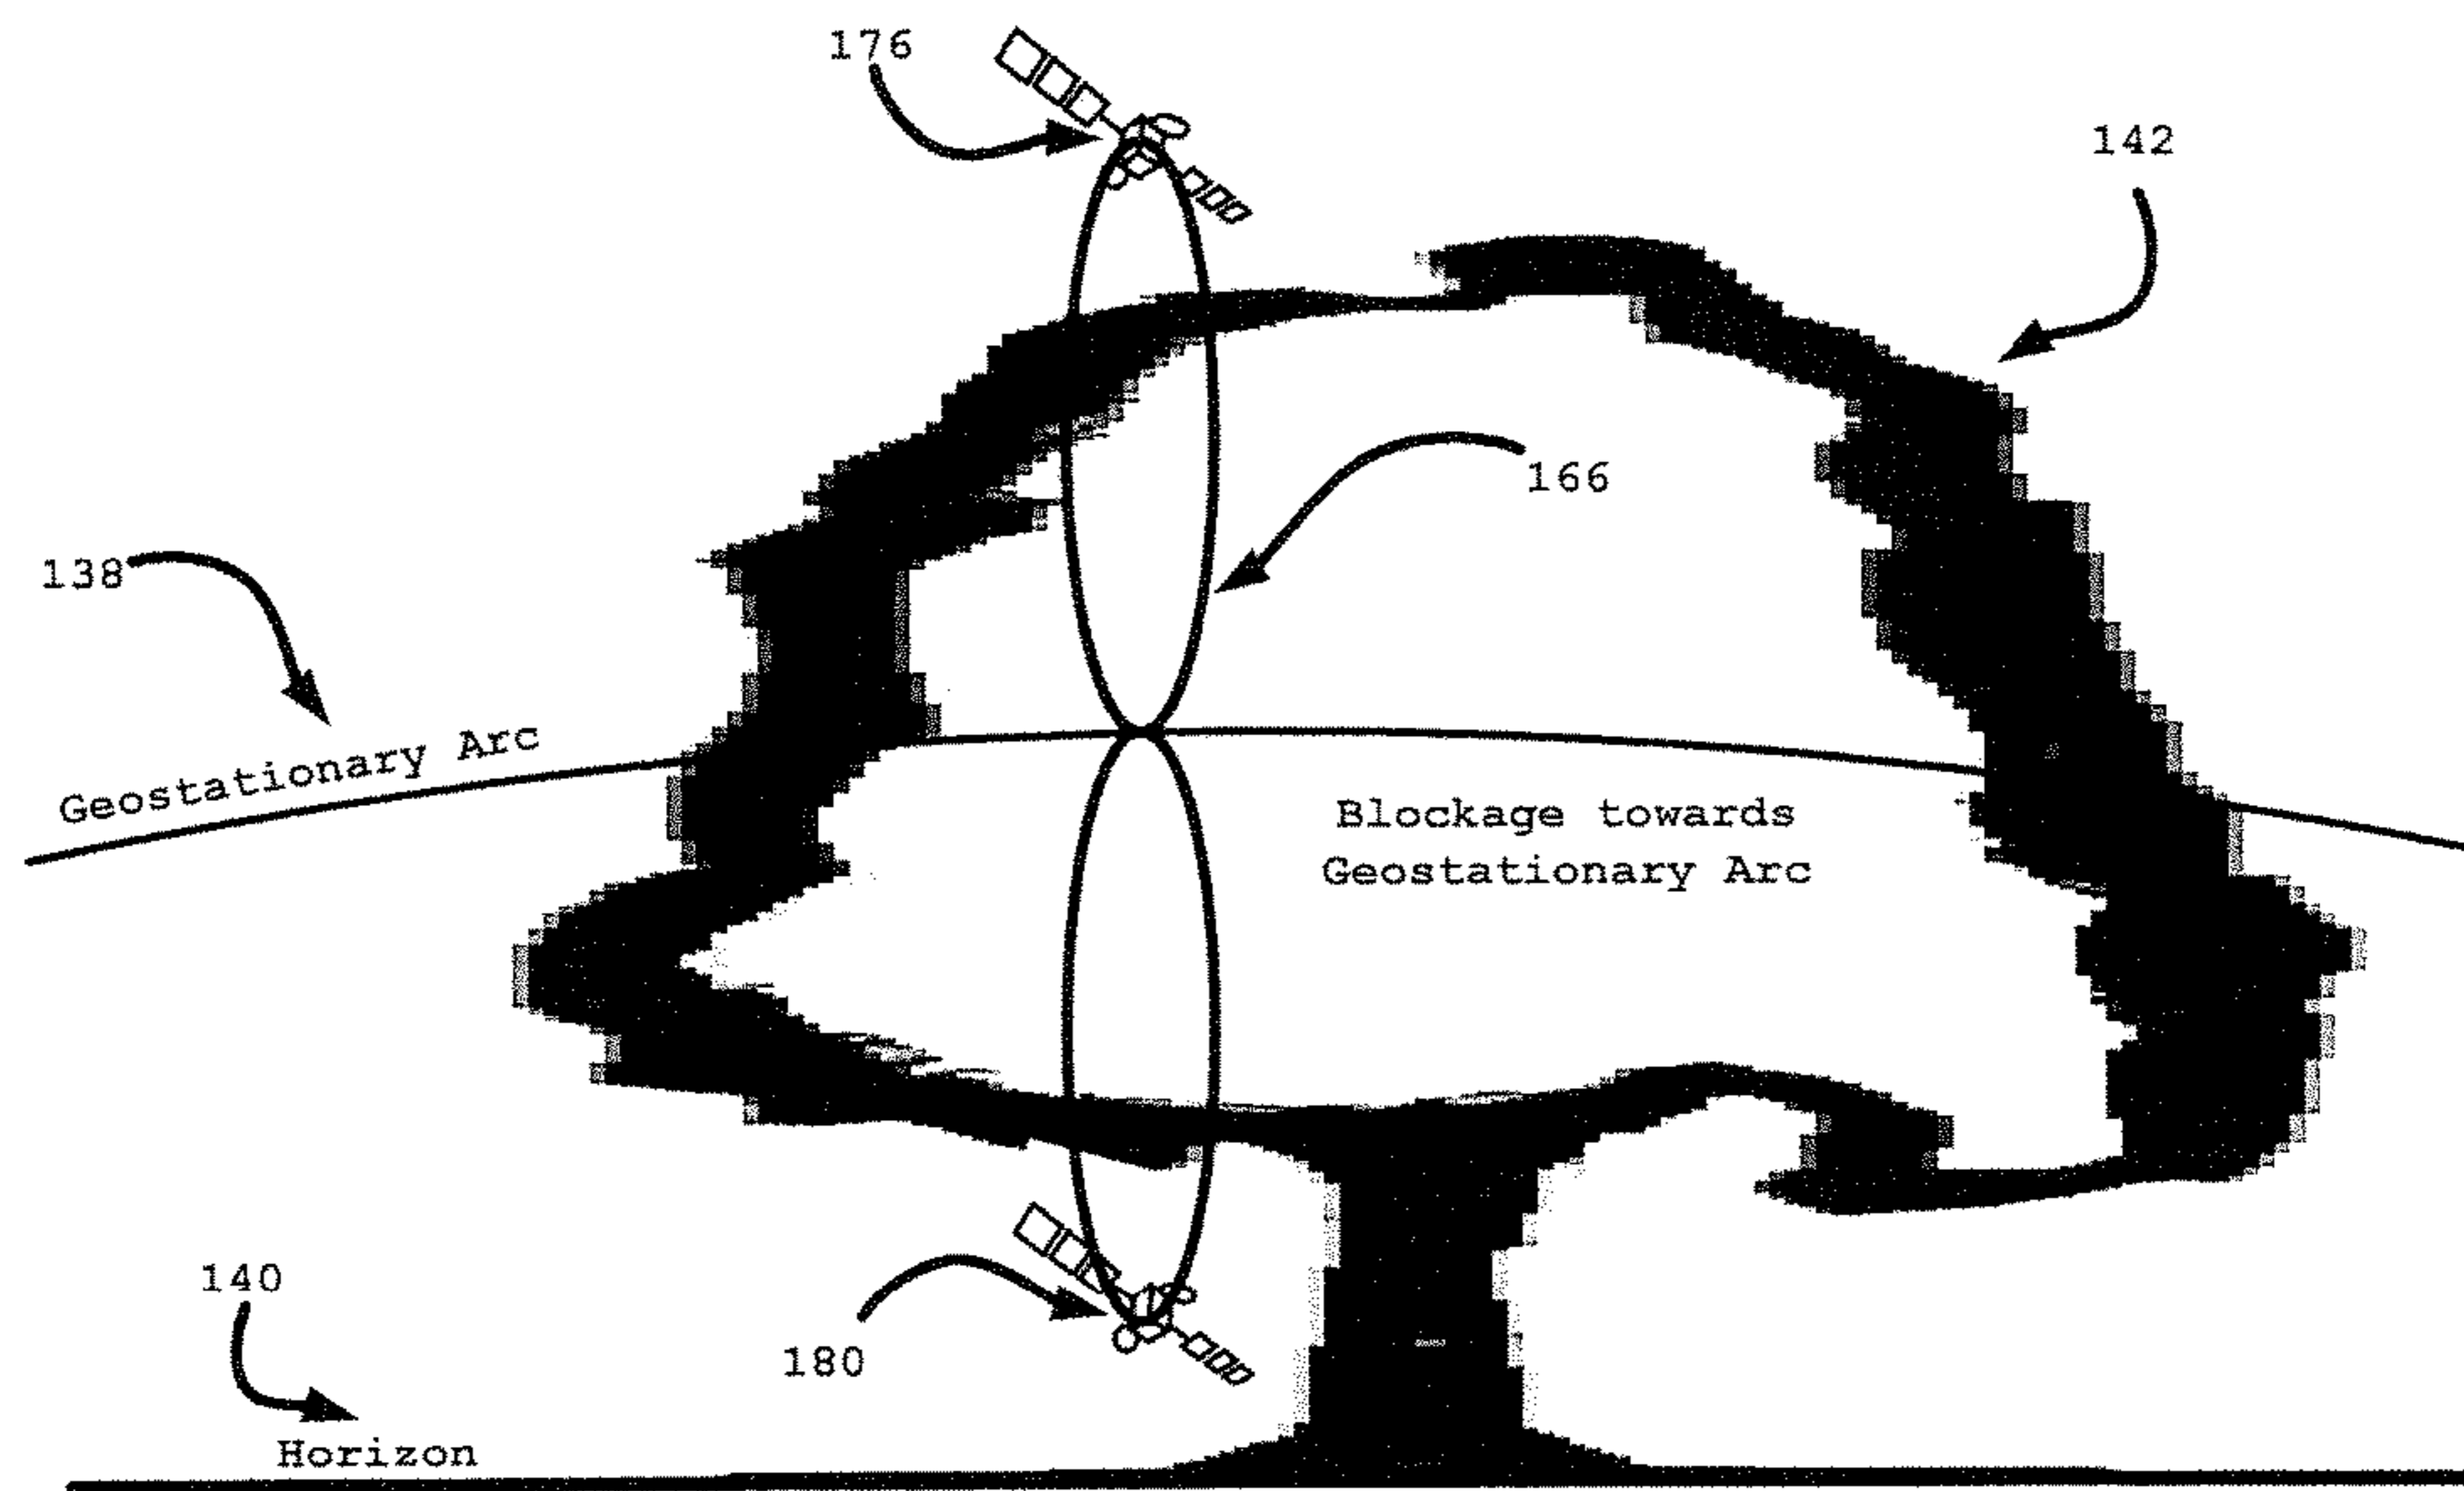 176
142
166
138
Geostationary Arc
Blockage towards
Geostationary Arc
140
180
Horizon